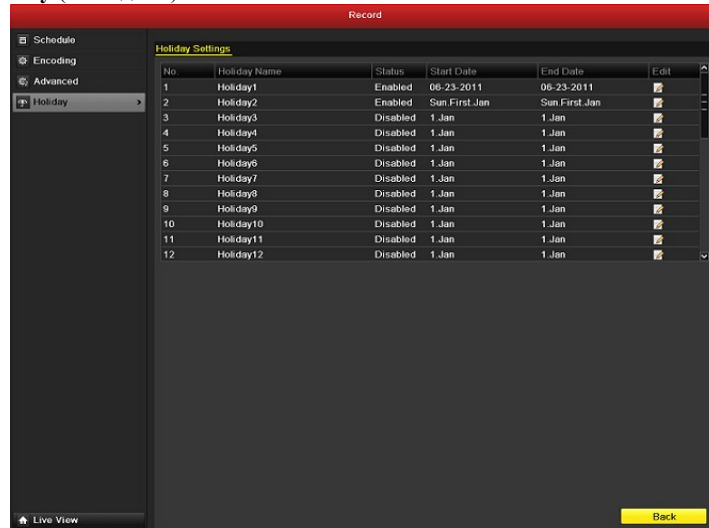 Record
Schedule
Encoding
Advanced
Holiday
Holiday Settings
No. Holiday Name Status Start Date End Date Edit
1 Holiday1 Enabled 06-23-2011 06-23-2011
2 Holiday2 Enabled Sun.First.Jan Sun.First.Jan
3 Holiday3 Disabled 1.Jan 1.Jan
4 Holiday4 Disabled 1.Jan 1.Jan
5 Holiday5 Disabled 1.Jan 1.Jan
6 Holiday6 Disabled 1.Jan 1.Jan
7 Holiday7 Disabled 1.Jan 1.Jan
8 Holiday8 Disabled 1.Jan 1.Jan
9 Holiday9 Disabled 1.Jan 1.Jan
10 Holiday10 Disabled 1.Jan 1.Jan
11 Holiday11 Disabled 1.Jan 1.Jan
12 Holiday12 Disabled 1.Jan 1.Jan
Live View
Back